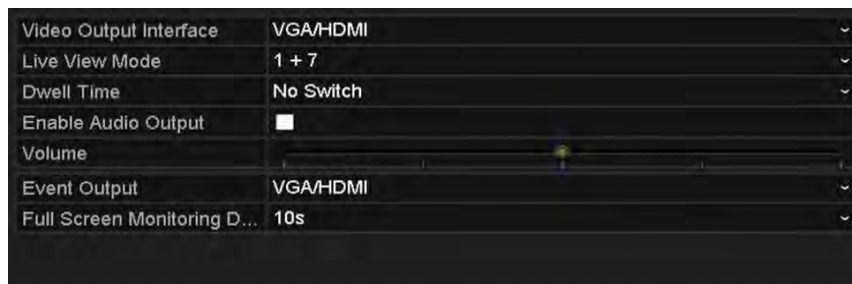 Video Output Interface VGA/HDMI
Live View Mode 1 + 7
Dwell Time No Switch
Enable Audio Output
Volume
Event Output VGA/HDMI
Full Screen Monitoring D... 10s